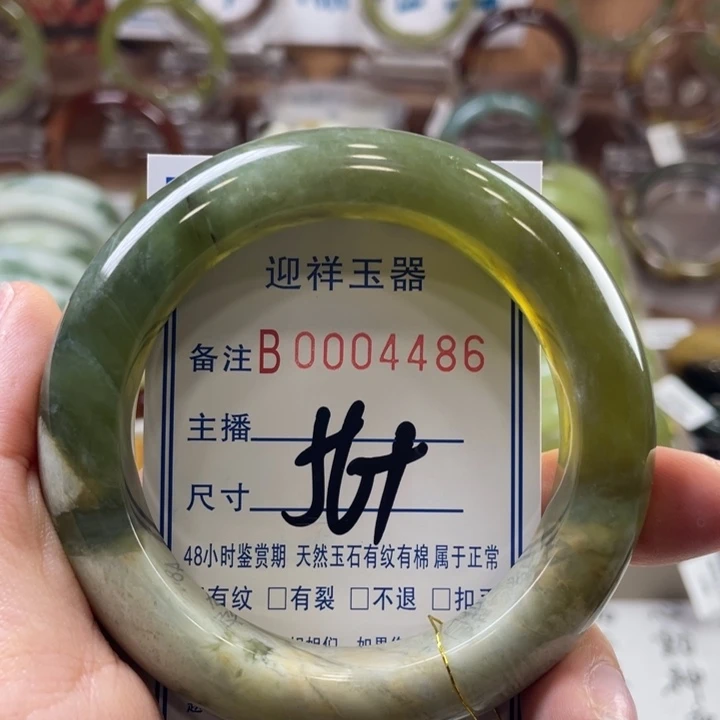 迎祥玉器
备注B0004486
主播
尺寸
48小时鉴赏期 天然玉石有纹有棉属于正常
有纹 □有裂 □不退 □扣